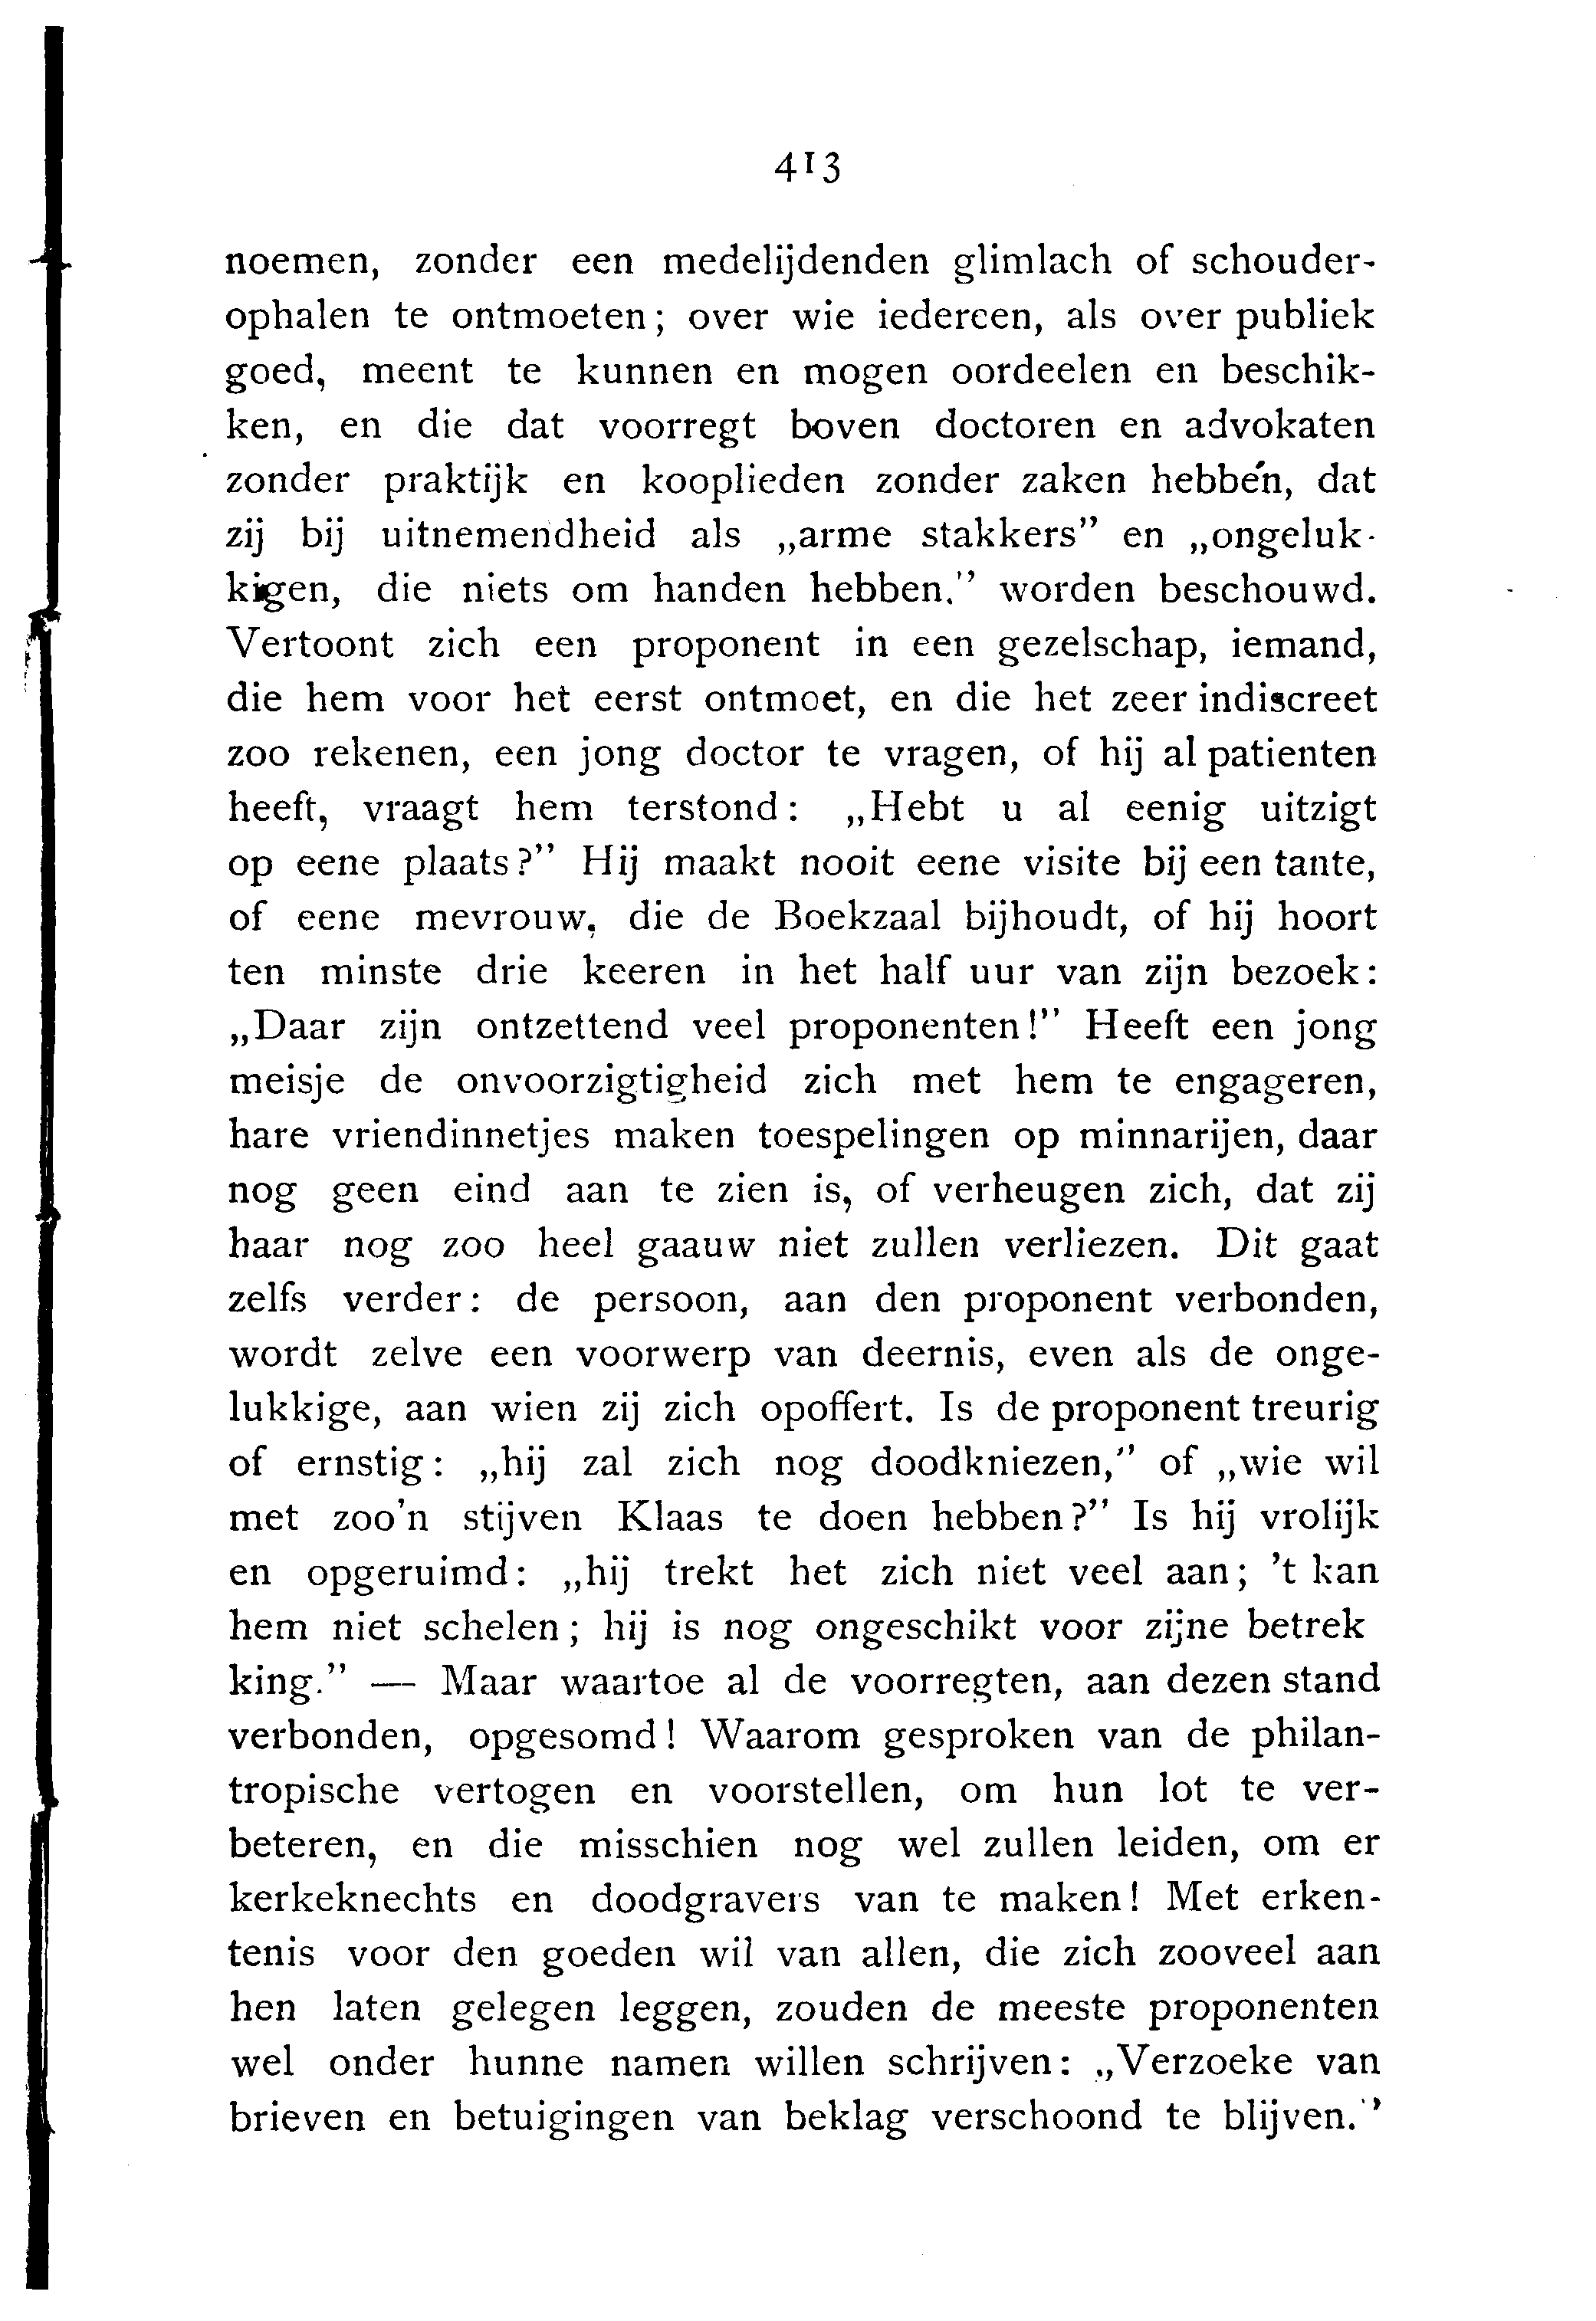 413
noemen, zonder een medelijdenden glimlach of schouder-
ophalen te ontmoeten; over wie iedereen, als over publiek
goed, meent te kunnen en mogen oordeelen en beschik-
ken, en die dat voorregt boven doctoren en advokaten
zonder praktijk en kooplieden zonder zaken hebben, dat
zij bij uitnemendheid als „arme stakkers” en „ongeluk-
kigen, die niets om handen hebben.” worden beschouwd.
Vertoont zich een proponent in een gezelschap, iemand,
die hem voor het eerst ontmoet, en die het zeer indiscreet
zoo rekenen, een jong doctor te vragen, of hij al patienten
heeft, vraagt hem terstond: „Hebt u al eenig uitzigt
op eene plaats?” Hij maakt nooit eene visite bij een tante,
of eene mevrouw, die de Boekzaal bijhoudt, of hij hoort
ten minste drie keeren in het half uur van zijn bezoek:
„Daar zijn ontzettend veel proponenten!” Heeft een jong
meisje de onvoorzigtigheid zich met hem te engageren,
hare vriendinnetjes maken toespelingen op minnarijen, daar
nog geen eind aan te zien is, of verheugen zich, dat zij
haar nog zoo heel gaauw niet zullen verliezen. Dit gaat
zelfs verder: de persoon, aan den proponent verbonden,
wordt zelve een voorwerp van deernis, even als de onge-
lukkige, aan wien zij zich opoffert. Is de proponent treurig
of ernstig: „hij zal zich nog doodkniezen,” of „wie wil
met zoo'n stijven Klaas te doen hebben?” Is hij vrolijk
en opgeruimd: „hij trekt het zich niet veel aan; 't kan
hem niet schelen; hij is nog ongeschikt voor zijne betrek
king.” — Maar waartoe al de voorregten, aan dezen stand
verbonden, opgesomd! Waarom gesproken van de philan-
tropische vertogen en voorstellen, om hun lot te ver-
beteren, en die misschien nog wel zullen leiden, om er
kerkeknechts en doodgravers van te maken! Met erken-
tenis voor den goeden wil van allen, die zich zooveel aan
hen laten gelegen leggen, zouden de meeste proponenten
wel onder hunne namen willen schrijven: „Verzoeke van
brieven en betuigingen van beklag verschoond te blijven.”